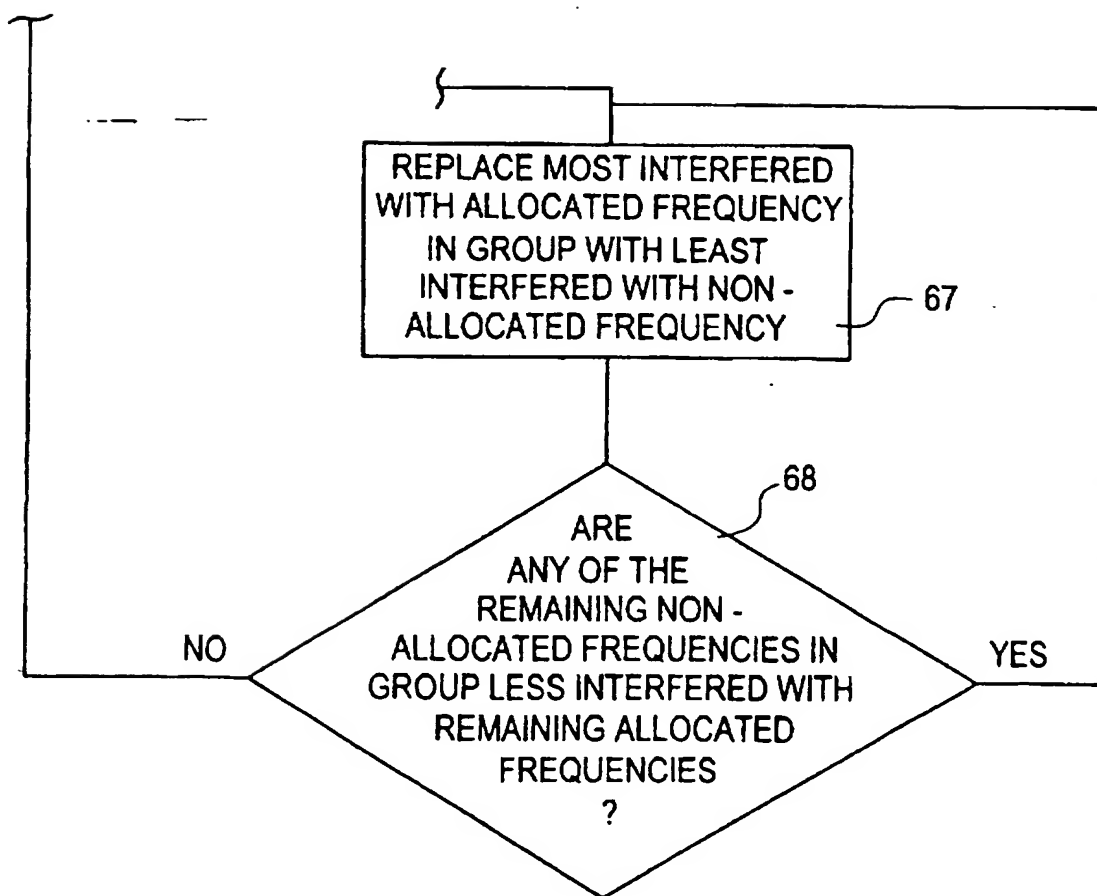 REPLACE MOST INTERFERED
WITH ALLOCATED FREQUENCY
IN GROUP WITH LEAST
INTERFERED WITH NON -
ALLOCATED FREQUENCY
67
68
ARE
ANY OF THE
REMAINING NON -
ALLOCATED FREQUENCIES IN
GROUP LESS INTERFERED WITH
REMAINING ALLOCATED
FREQUENCIES
?
NO
YES